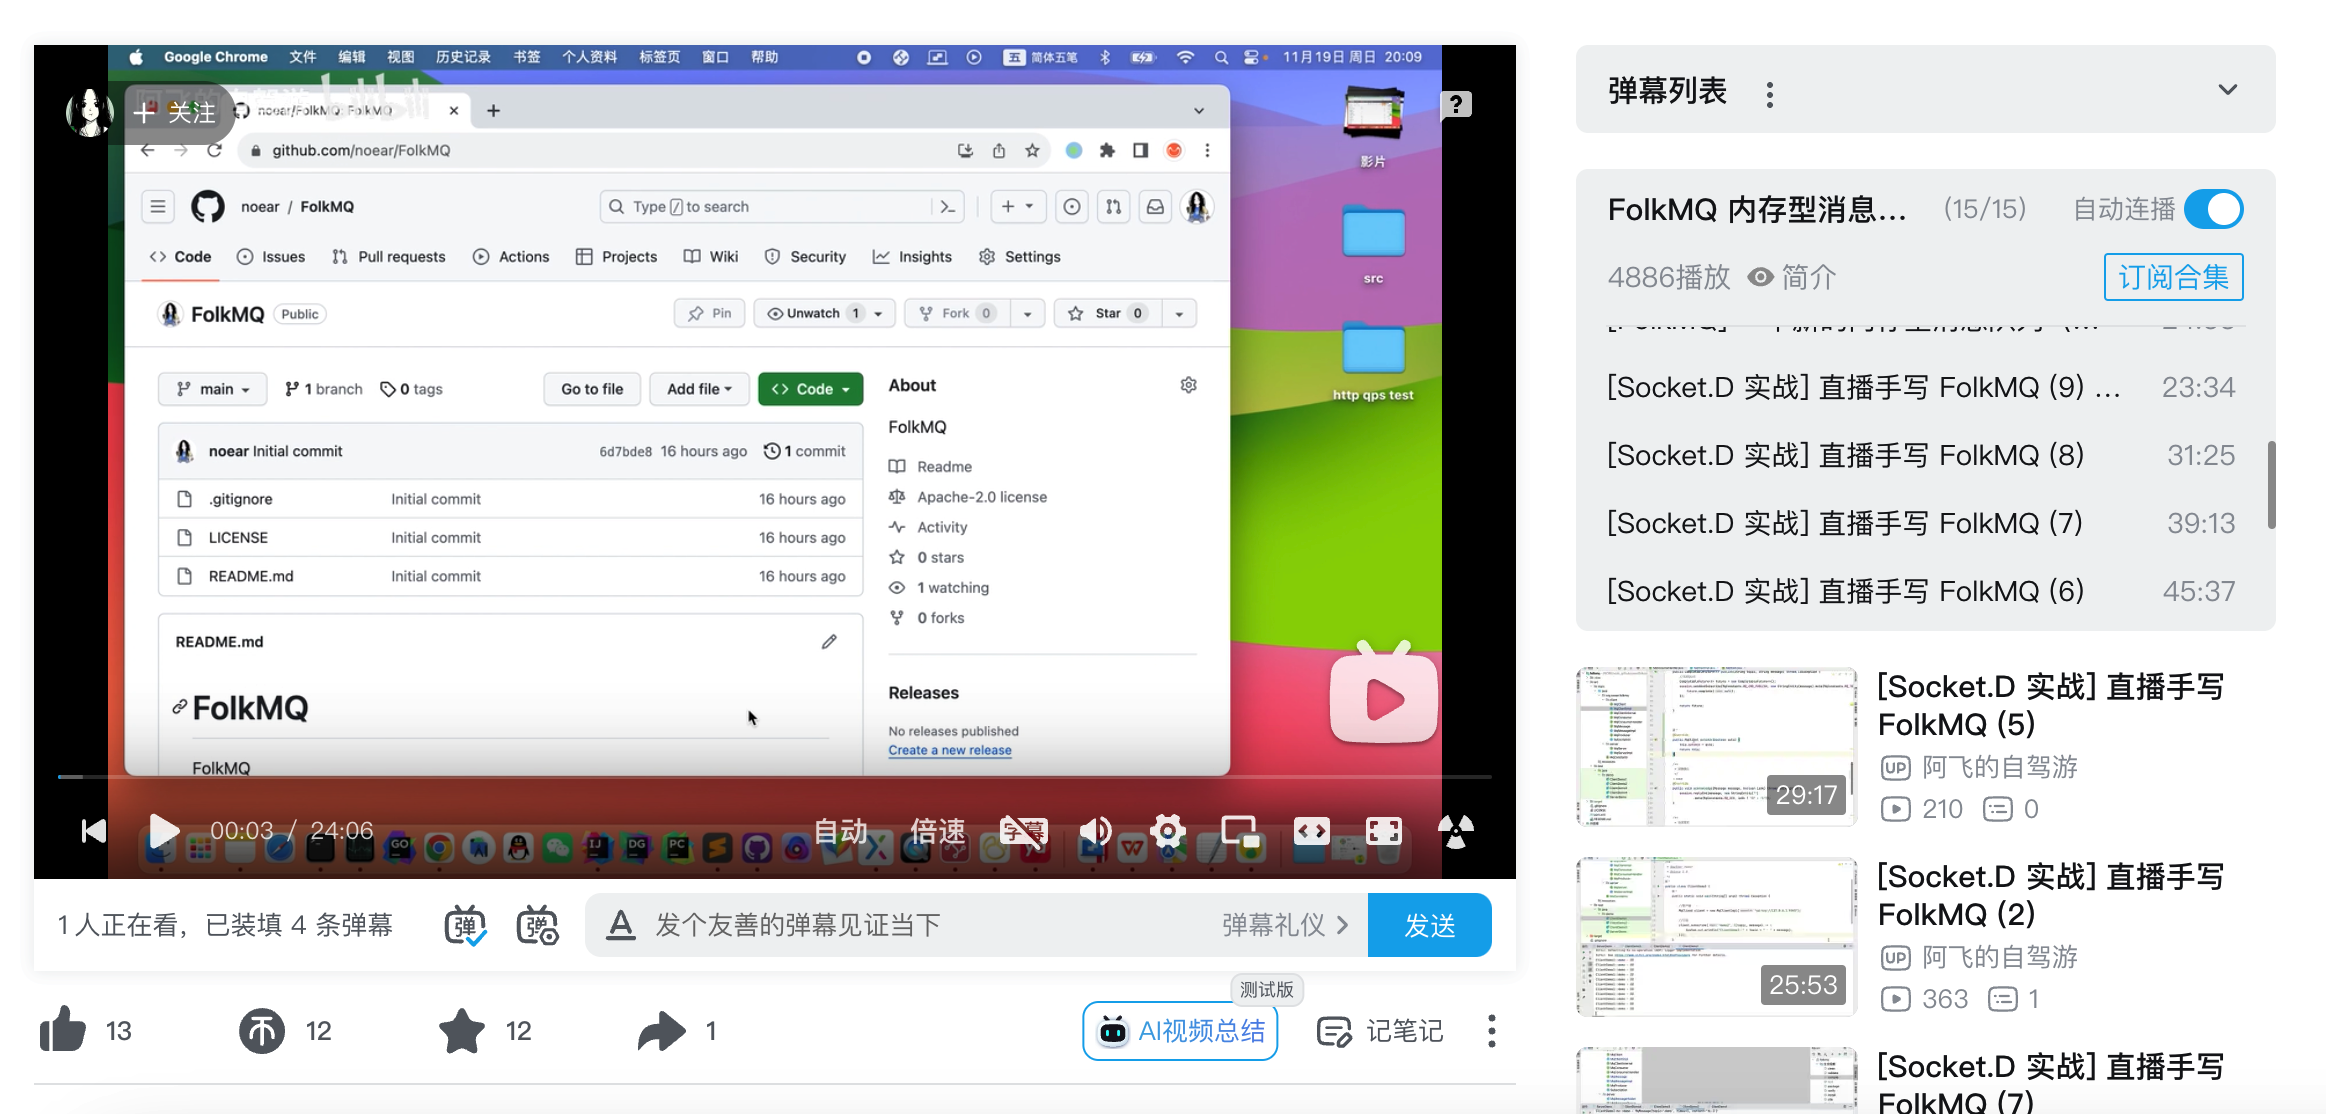 Google Chrome 文件 编辑 视图 历史记录 书签 个人资料 标签页 窗口 帮助 五 简体五笔 11月19日 周日 20:09
关注 noear/FolkMQ: FolkMQ
github.com/noear/FolkMQ
noear / FolkMQ Type / to search
Code Issues Pull requests Actions Projects Wiki Security Insights Settings
FolkMQ Public Pin Unwatch 1 Fork 0 Star 0
main 1 branch 0 tags Go to file Add file Code
noear Initial commit 6d7bde8 16 hours ago 1 commit
.gitignore Initial commit 16 hours ago
LICENSE Initial commit 16 hours ago
README.md Initial commit 16 hours ago
README.md
FolkMQ
FolkMQ
About
FolkMQ
Readme
Apache-2.0 license
Activity
0 stars
1 watching
0 forks
Releases
No releases published
Create a new release
影片
src
http qps test
00:03 / 24:06 自动 倍速 字幕
1人正在看，已装填 4 条弹幕 发个友善的弹幕见证当下 弹幕礼仪 发送
13 12 12 1 测试版
AI视频总结 记笔记
弹幕列表
FolkMQ 内存型消息... (15/15) 自动连播
4886播放 简介 订阅合集
[Socket.D 实战] 直播手写 FolkMQ (9) ... 23:34
[Socket.D 实战] 直播手写 FolkMQ (8) 31:25
[Socket.D 实战] 直播手写 FolkMQ (7) 39:13
[Socket.D 实战] 直播手写 FolkMQ (6) 45:37
29:17
[Socket.D 实战] 直播手写
FolkMQ (5)
UP 阿飞的自驾游
210 0
25:53
[Socket.D 实战] 直播手写
FolkMQ (2)
UP 阿飞的自驾游
363 1
[Socket.D 实战] 直播手写
FolkMQ (7)